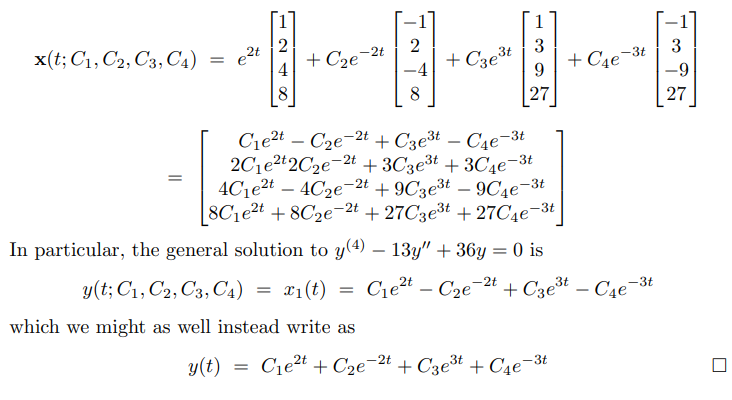 x(t; C₁, C₂, C₃, C₄) = e^{2t} [1 2 4 8] + C₂e^{−2t} [−1 2 −4 8] + C₃e^{3t} [1 3 9 27] + C₄e^{−3t} [−1 3 −9 27]
= [C₁e^{2t} − C₂e^{−2t} + C₃e^{3t} − C₄e^{−3t}
2C₁e^{2t}2C₂e^{−2t} + 3C₃e^{3t} + 3C₄e^{−3t}
4C₁e^{2t} − 4C₂e^{−2t} + 9C₃e^{3t} − 9C₄e^{−3t}
8C₁e^{2t} + 8C₂e^{−2t} + 27C₃e^{3t} + 27C₄e^{−3t}]
In particular, the general solution to y^{(4)} − 13y″ + 36y = 0 is
y(t; C₁, C₂, C₃, C₄) = x₁(t) = C₁e^{2t} − C₂e^{−2t} + C₃e^{3t} − C₄e^{−3t}
which we might as well instead write as
y(t) = C₁e^{2t} + C₂e^{−2t} + C₃e^{3t} + C₄e^{−3t} □